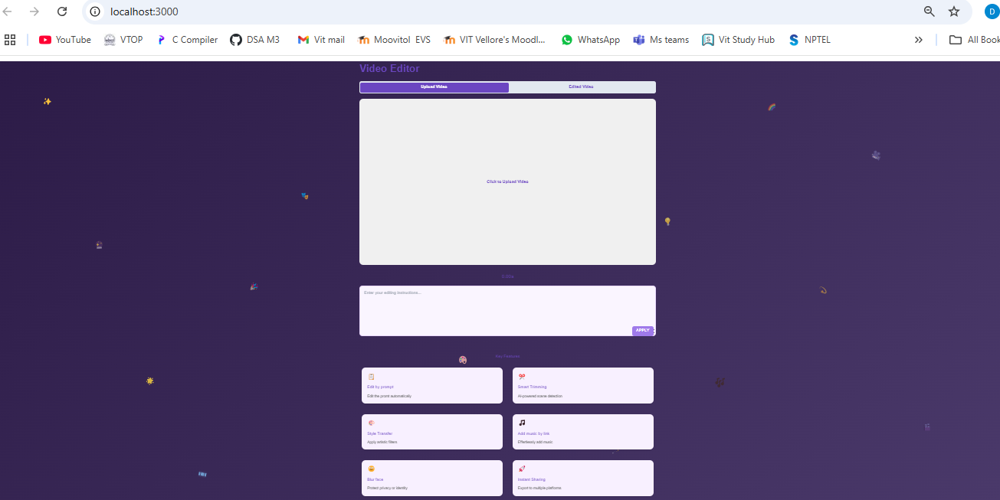 localhost:3000
D
YouTube VTOP C Compiler DSA M3 Vit mail Moovitol EVS VIT Vellore's Moodl... WhatsApp Ms teams Vit Study Hub NPTEL All Book
Video Editor
Upload Video Edited Video
Click to Upload Video
Enter your editing instructions...
APPLY
Key Features
Edit by prompt Smart Trimming
Edit the promt automatically AI-powered scene detection
Style Transfer Add music by link
Apply artistic filters Effortlessly add music
Blur face Instant Sharing
Protect privacy or identity Export to multiple platforms